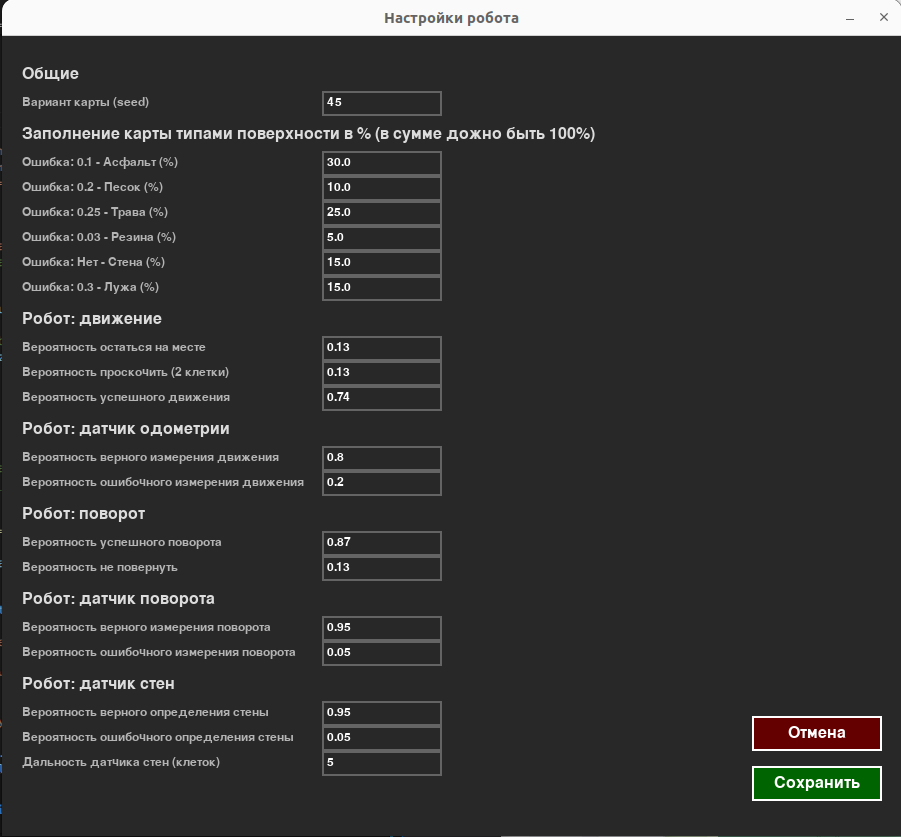 Настройки робота
Общие
Вариант карты (seed) 45
Заполнение карты типами поверхности в % (в сумме дожно быть 100%)
Ошибка: 0.1 - Асфальт (%) 30.0
Ошибка: 0.2 - Песок (%) 10.0
Ошибка: 0.25 - Трава (%) 25.0
Ошибка: 0.03 - Резина (%) 5.0
Ошибка: Нет - Стена (%) 15.0
Ошибка: 0.3 - Лужа (%) 15.0
Робот: движение
Вероятность остаться на месте 0.13
Вероятность проскочить (2 клетки) 0.13
Вероятность успешного движения 0.74
Робот: датчик одометрии
Вероятность верного измерения движения 0.8
Вероятность ошибочного измерения движения 0.2
Робот: поворот
Вероятность успешного поворота 0.87
Вероятность не повернуть 0.13
Робот: датчик поворота
Вероятность верного измерения поворота 0.95
Вероятность ошибочного измерения поворота 0.05
Робот: датчик стен
Вероятность верного определения стены 0.95
Вероятность ошибочного определения стены 0.05
Дальность датчика стен (клеток) 5
Отмена
Сохранить